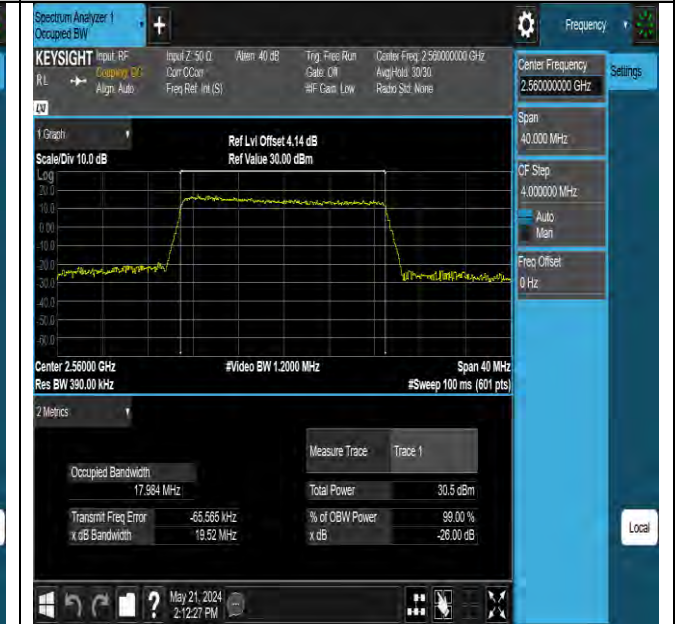 Spectrum Analyzer 1
Occupied BW
Frequency
KEYSIGHT Input: RF
Coupling: DC
Align: Auto
RL
Input Z: 50 Ω
Corr CCorr
Freq Ref: Int (S)
Atten: 40 dB
Trig: Free Run
Gate: Off
#IF Gain: Low
Center Freq: 2.560000000 GHz
Avg|Hold: 30/30
Radio Std: None
LXI
1 Graph
Scale/Div 10.0 dB
Ref Lvl Offset 4.14 dB
Ref Value 30.00 dBm
Log
20.0
10.0
0.00
-10.0
-20.0
-30.0
-40.0
-50.0
-60.0
Center 2.56000 GHz
#Video BW 1.2000 MHz
Span 40 MHz
Res BW 390.00 kHz
#Sweep 100 ms (601 pts)
2 Metrics
Measure Trace Trace 1
Occupied Bandwidth
17.984 MHz
Total Power 30.5 dBm
Transmit Freq Error -65.565 kHz
% of OBW Power 99.00 %
x dB Bandwidth 19.52 MHz
x dB -26.00 dB
May 21, 2024
2:12:27 PM
?
Center Frequency
2.560000000 GHz
Settings
Span
40.000 MHz
CF Step
4.000000 MHz
Auto
Man
Freq Offset
0 Hz
Local